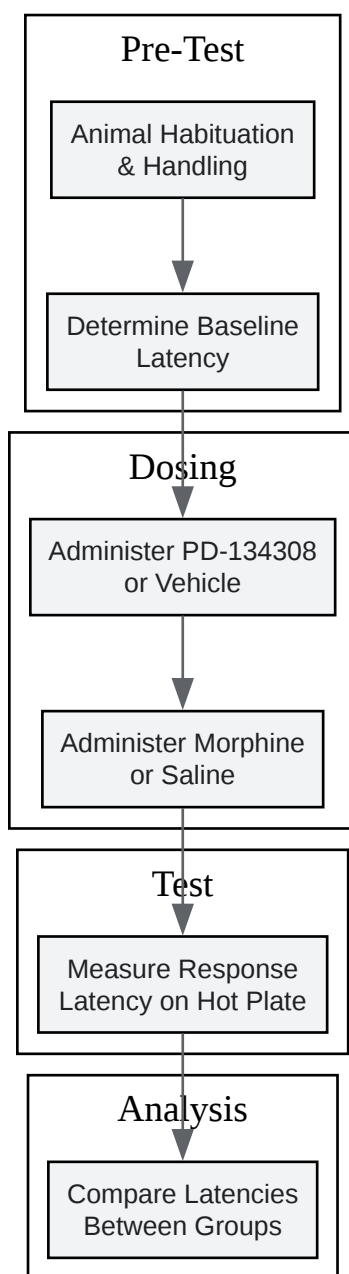 Pre-Test
Animal Habituation
& Handling
Determine Baseline
Latency
Dosing
Administer PD-134308
or Vehicle
Administer Morphine
or Saline
Test
Measure Response
Latency on Hot Plate
Analysis
Compare Latencies
Between Groups